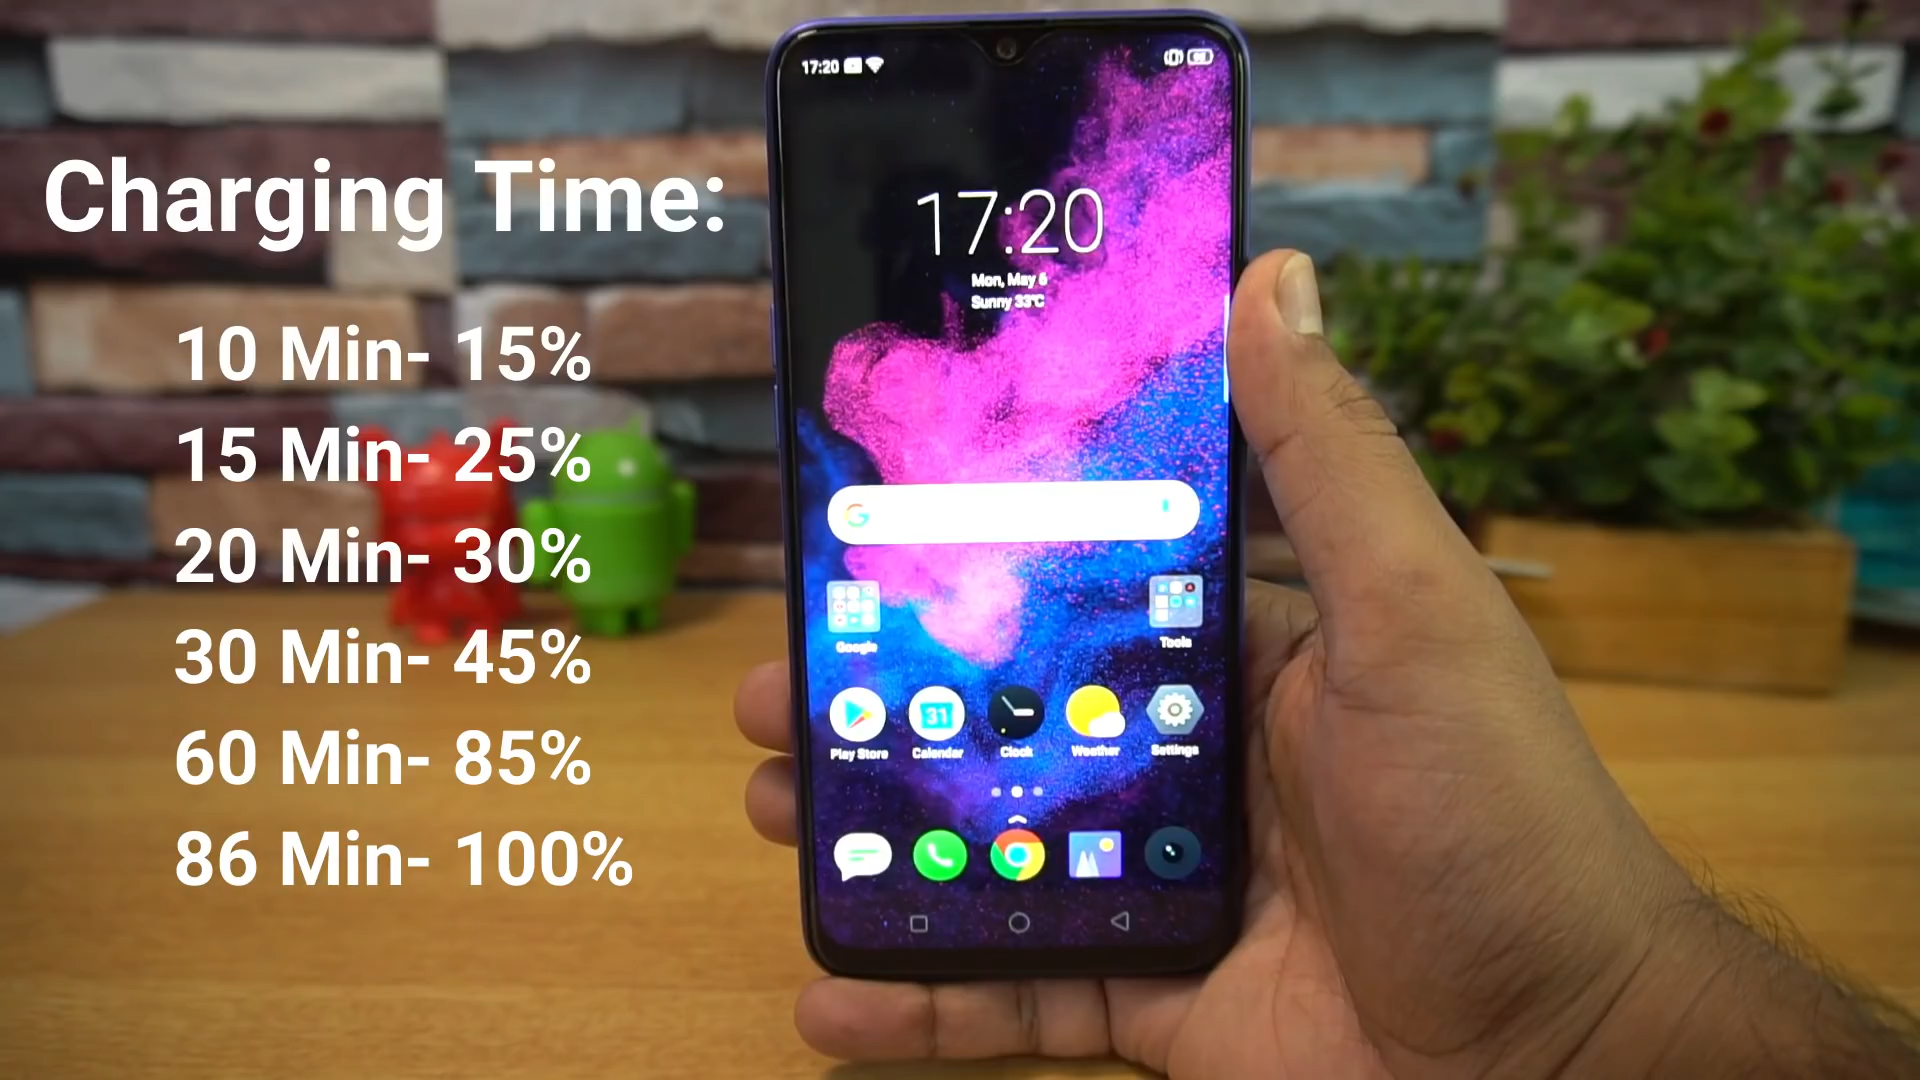 Charging Time:
10 Min- 15%
15 Min- 25%
20 Min- 30%
30 Min- 45%
60 Min- 85%
86 Min- 100%
17:20
17:20
Mon, May 6
Sunny 33°C
G
Google
Tools
31
Play Store
Calendar
Clock
Weather
Settings